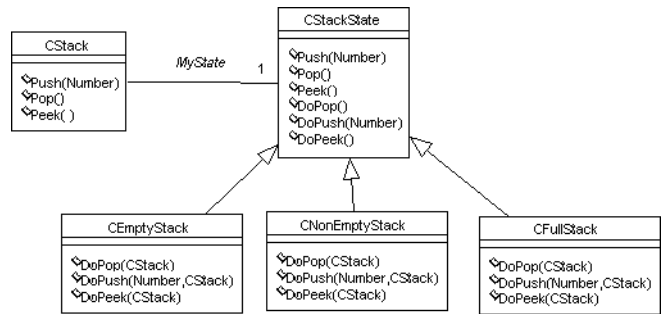 CStack
Push(Number)
Pop()
Peek( )
MyState
1
CStackState
Push(Number)
Pop()
Peek()
DoPop()
DoPush(Number)
DoPeek()
CEmptyStack
DoPop(CStack)
DoPush(Number,CStack)
DoPeek(CStack)
CNonEmptyStack
DoPop(CStack)
DoPush(Number,CStack)
DoPeek(CStack)
CFullStack
DoPop(CStack)
DoPush(Number,CStack)
DoPeek(CStack)